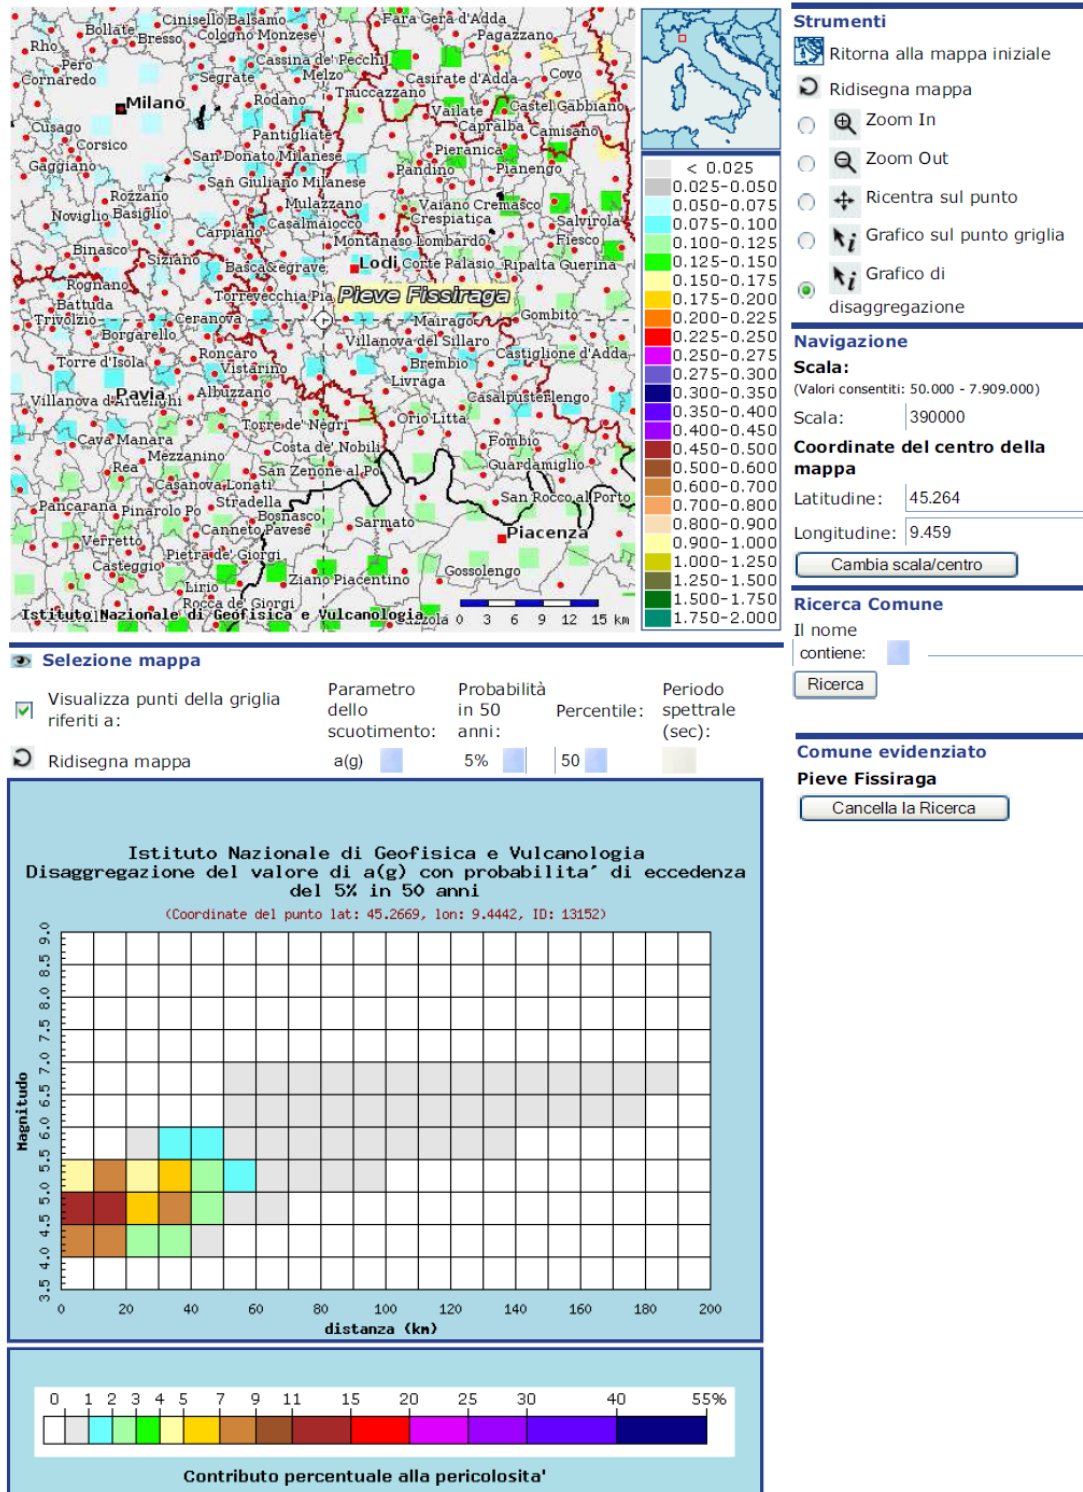 Cinisello Balsamo
Fara Gera d'Adda
Bollate
Bresso
Cologno Monzese
Pagazzano
Rho
Pero
Cassina de' Pecchi
Cornaredo
Segrate
Melzo
Casirate d'Adda
Covo
Truccazzano
Milano
Rodano
Vailate
Castel Gabbiano
Cusago
Pantigliate
Capralba
Camisano
Corsico
Pieranica
Gaggiano
San Donato Milanese
Pandino
Pianengo
San Giuliano Milanese
Rozzano
Mulazzano
Vaiano Cremasco
Noviglio
Basiglio
Casalmaiocco
Crespiatica
Salvirola
Carpiano
Montanaso Lombardo
Fiesco
Binasco
Siziano
Lodi
Corte Palasio
Ripalta Guerina
Rognano
Torrevecchia Pia
Pieve Fissiraga
Battuda
Trivolzio
Ceranova
Mairago
Gombito
Borgarello
Villanova del Sillaro
Torre d'Isola
Roncaro
Castiglione d'Adda
Vistarino
Brembio
Pavia
Albuzzano
Livraga
Villanova d'Ardenghi
Casalpusterlengo
Torre de' Negri
Orio Litta
Cava Manara
Costa de' Nobili
Fombio
Mezzanino
Rea
San Zenone al Po
Guardamiglio
Casanova Lonati
Stradella
San Rocco al Porto
Pancarana
Pinarolo Po
Bosnasco
Sarmato
Canneto Pavese
Piacenza
Verretto
Pietra de' Giorgi
Casteggio
Gossolengo
Ziano Piacentino
Lirio
Rocca de' Giorgi
Istituto Nazionale di Geofisica e Vulcanologia
0 3 6 9 12 15 km
< 0.025
0.025-0.050
0.050-0.075
0.075-0.100
0.100-0.125
0.125-0.150
0.150-0.175
0.175-0.200
0.200-0.225
0.225-0.250
0.250-0.275
0.275-0.300
0.300-0.350
0.350-0.400
0.400-0.450
0.450-0.500
0.500-0.600
0.600-0.700
0.700-0.800
0.800-0.900
0.900-1.000
1.000-1.250
1.250-1.500
1.500-1.750
1.750-2.000
Strumenti
Ritorna alla mappa iniziale
Ridisegna mappa
Zoom In
Zoom Out
Ricentra sul punto
Grafico sul punto griglia
Grafico di
disaggregazione
Navigazione
Scala:
(Valori consentiti: 50.000 - 7.909.000)
Scala: 390000
Coordinate del centro della
mappa
Latitudine: 45.264
Longitudine: 9.459
Cambia scala/centro
Ricerca Comune
Il nome
contiene:
Ricerca
Comune evidenziato
Pieve Fissiraga
Cancella la Ricerca
Selezione mappa
Visualizza punti della griglia
riferiti a:
Parametro
dello
scuotimento:
Probabilità
in 50
anni:
Percentile:
Periodo
spettrale
(sec):
Ridisegna mappa
a(g) 5% 50
Istituto Nazionale di Geofisica e Vulcanologia
Disaggregazione del valore di a(g) con probabilita' di eccedenza
del 5% in 50 anni
(Coordinate del punto lat: 45.2669, lon: 9.4442, ID: 13152)
Magnitudo
9.0
8.5
8.0
7.5
7.0
6.5
6.0
5.5
5.0
4.5
4.0
3.5
0 20 40 60 80 100 120 140 160 180 200
distanza (km)
0 1 2 3 4 5 7 9 11 15 20 25 30 40 55%
Contributo percentuale alla pericolosita'